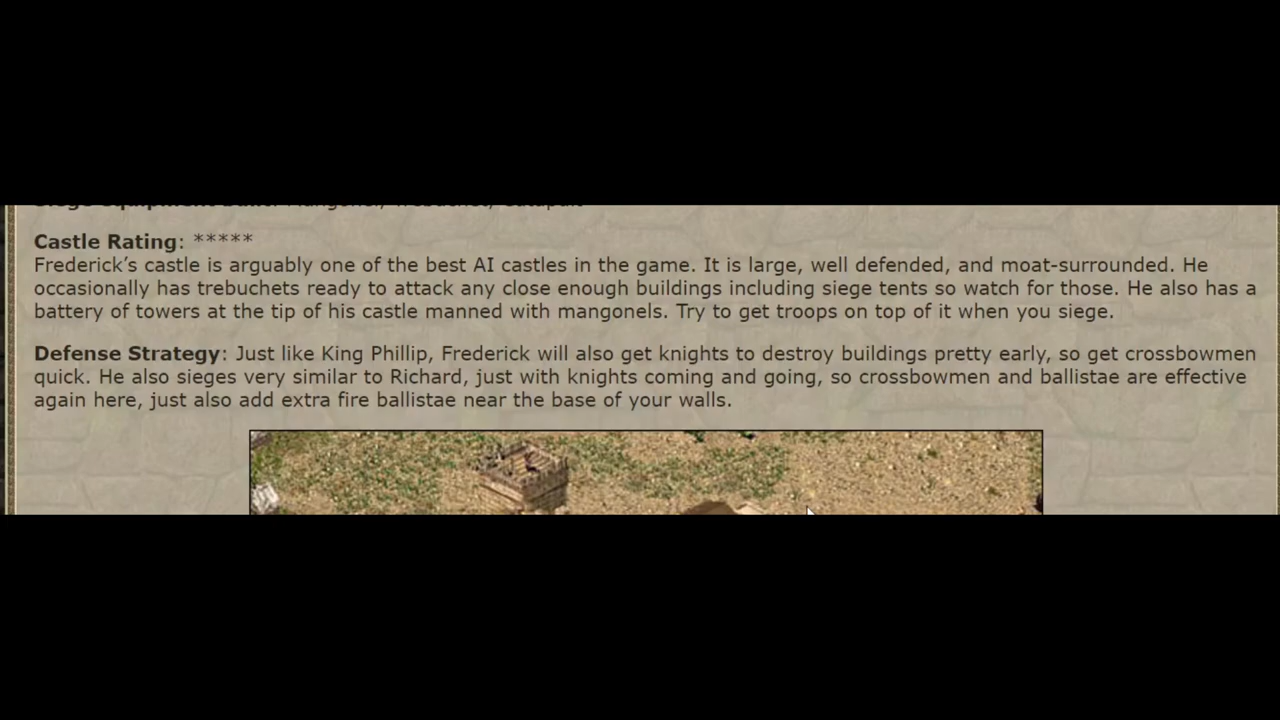 Castle Rating: *****
Frederick’s castle is arguably one of the best AI castles in the game. It is large, well defended, and moat-surrounded. He
occasionally has trebuchets ready to attack any close enough buildings including siege tents so watch for those. He also has a
battery of towers at the tip of his castle manned with mangonels. Try to get troops on top of it when you siege.
Defense Strategy: Just like King Phillip, Frederick will also get knights to destroy buildings pretty early, so get crossbowmen
quick. He also sieges very similar to Richard, just with knights coming and going, so crossbowmen and ballistae are effective
again here, just also add extra fire ballistae near the base of your walls.